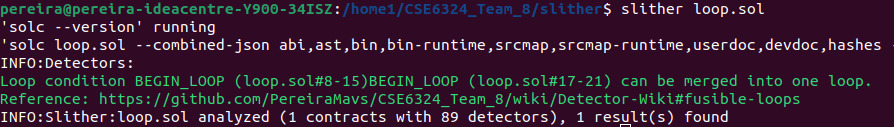 pereira@pereira-ideacentre-Y900-34ISZ:/home1/CSE6324_Team_8/slither$ slither loop.sol
'solc --version' running
'solc loop.sol --combined-json abi,ast,bin,bin-runtime,srcmap,srcmap-runtime,userdoc,devdoc,hashes -
INFO:Detectors:
Loop condition BEGIN_LOOP (loop.sol#8-15)BEGIN_LOOP (loop.sol#17-21) can be merged into one loop.
Reference: https://github.com/PereiraMavs/CSE6324_Team_8/wiki/Detector-Wiki#fusible-loops
INFO:Slither:loop.sol analyzed (1 contracts with 89 detectors), 1 result(s) found